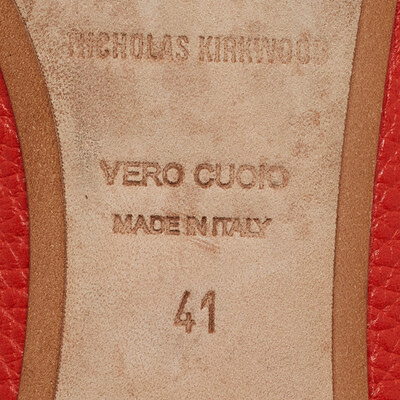 NICHOLAS KIRKWOOD
VERO CUOIO
MADE IN ITALY
41